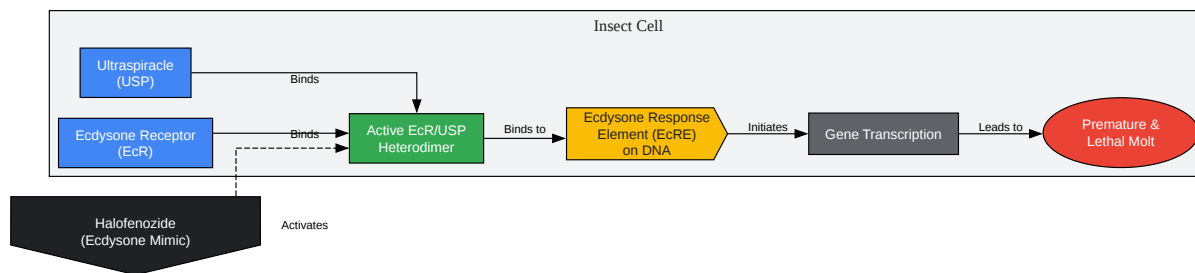 Insect Cell
Ultraspiracle
(USP)
Binds
Ecdysone Receptor
(EcR)
Binds
Active EcR/USP
Heterodimer
Binds to
Ecdysone Response
Element (EcRE)
on DNA
Initiates
Gene Transcription
Leads to
Premature &
Lethal Molt
Halofenozide
(Ecdysone Mimic)
Activates